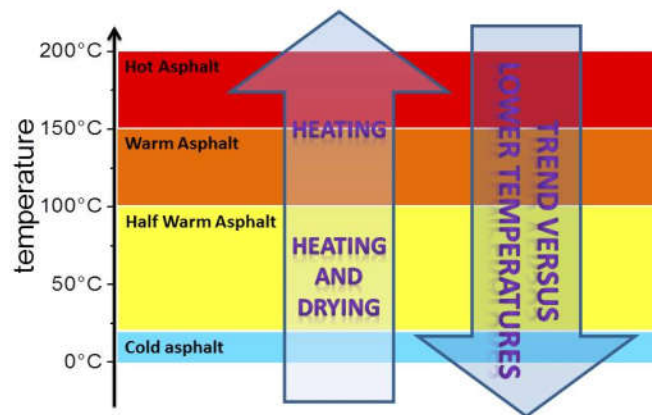 200°C
Hot Asphalt
150°C
Warm Asphalt
100°C
Half Warm Asphalt
50°C
Cold asphalt
0°C
temperature
HEATING
HEATING
AND
DRYING
TREND VERSUS
LOWER TEMPERATURES